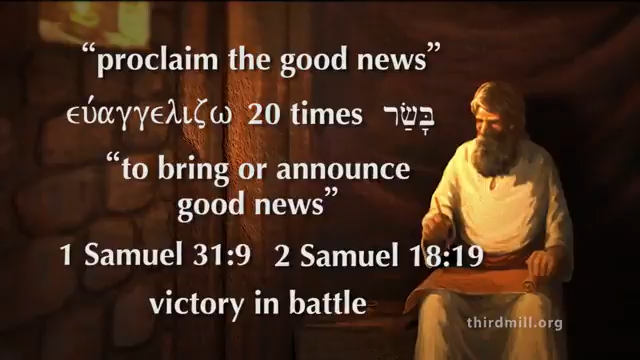 “proclaim the good news”
εὐαγγελιζω 20 times בָּשַׂר
“to bring or announce
good news”
1 Samuel 31:9 2 Samuel 18:19
victory in battle
thirdmill.org